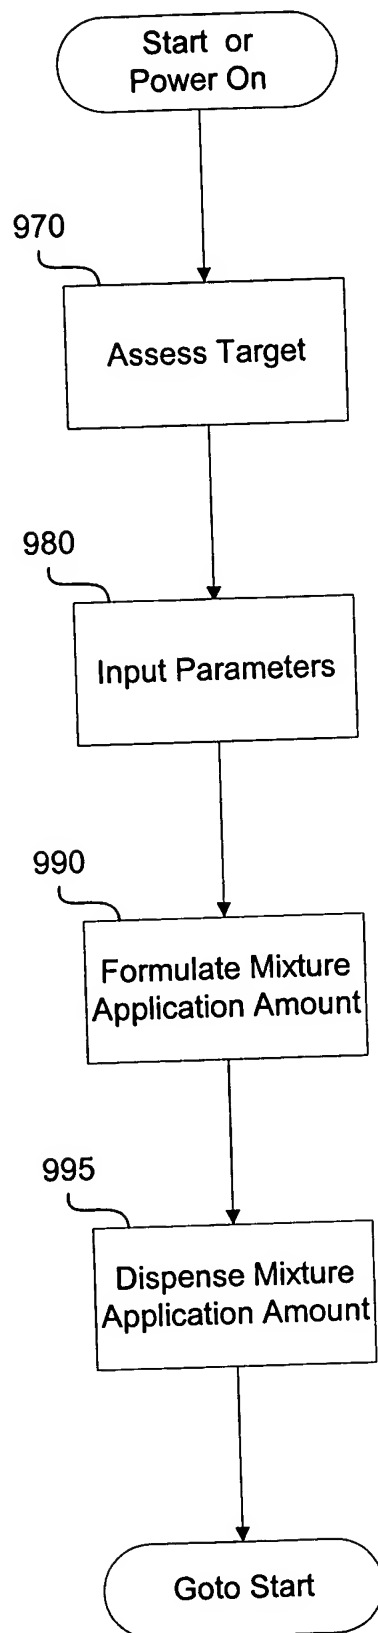 Start or
Power On
970
Assess Target
980
Input Parameters
990
Formulate Mixture
Application Amount
995
Dispense Mixture
Application Amount
Goto Start